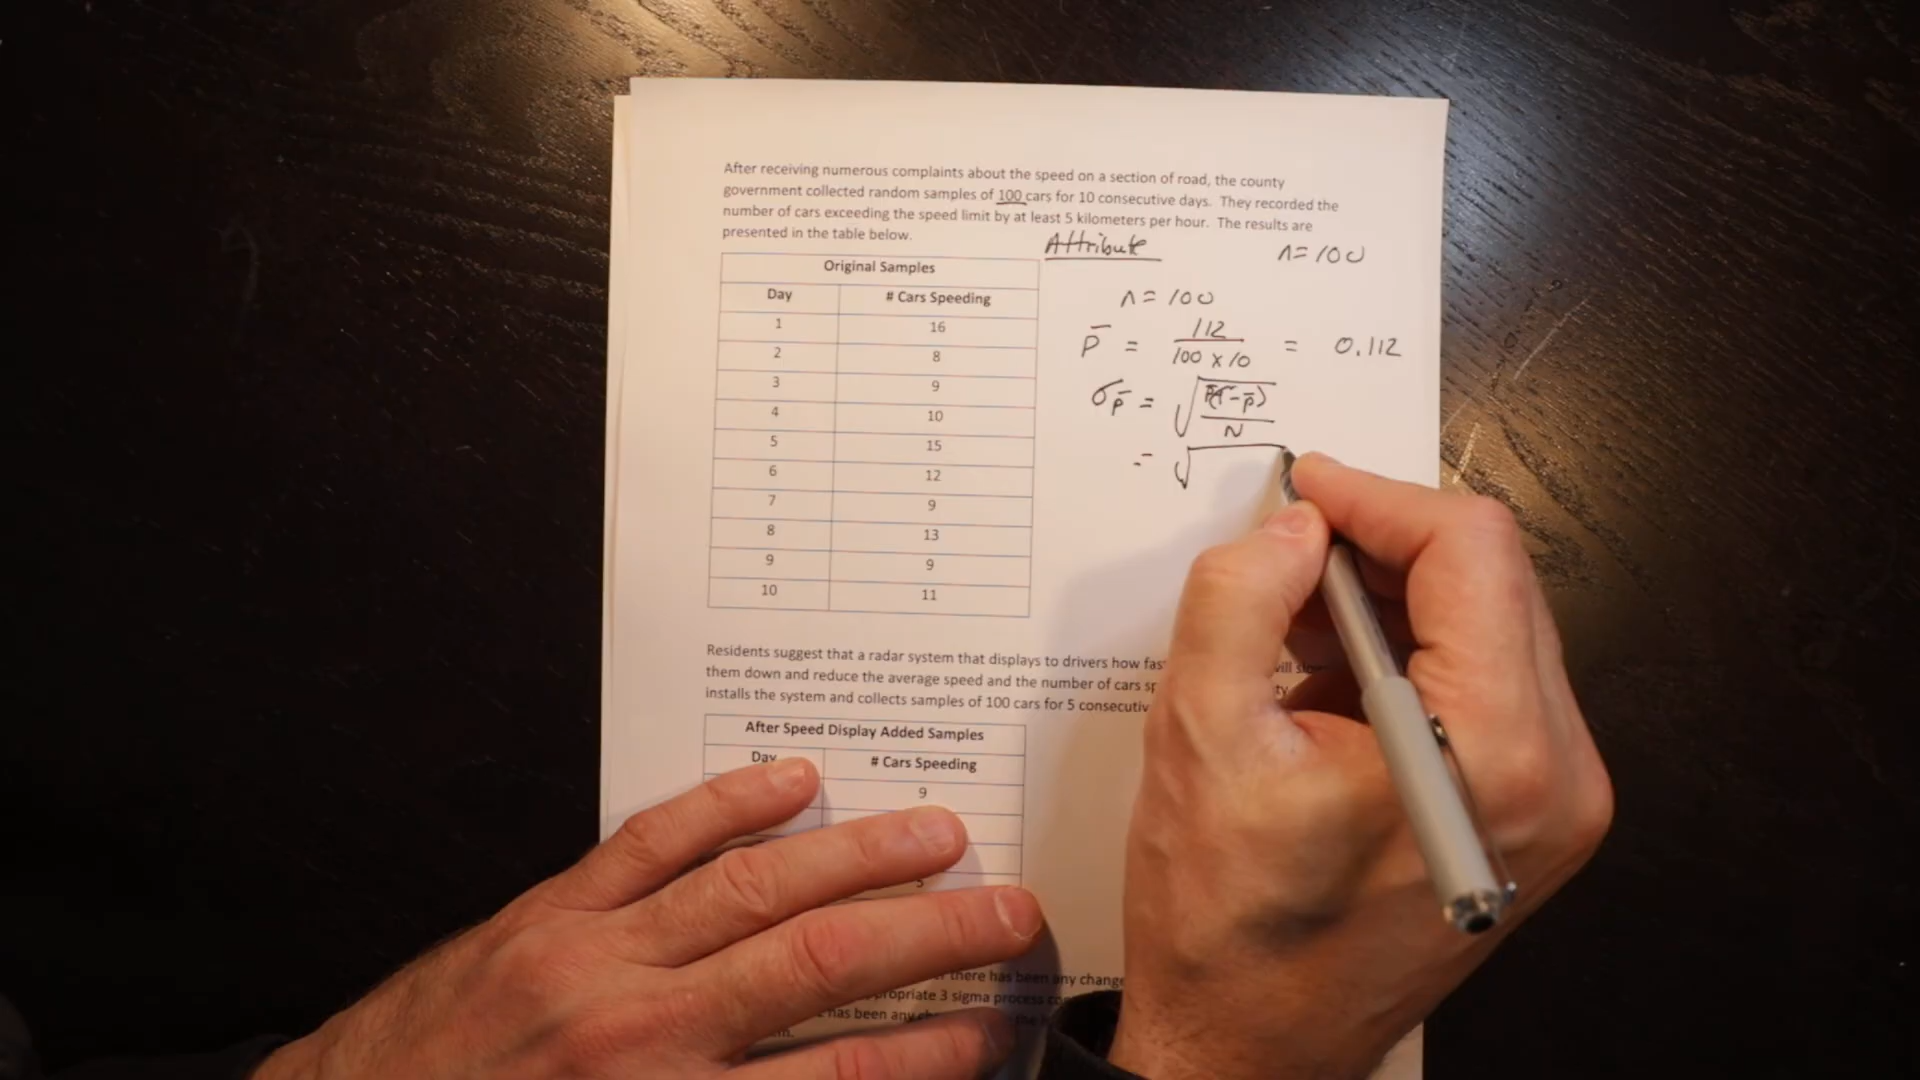 After receiving numerous complaints about the speed on a section of road, the county
government collected random samples of 100 cars for 10 consecutive days. They recorded the
number of cars exceeding the speed limit by at least 5 kilometers per hour. The results are
presented in the table below.
Attribute
n=100
Original Samples
Day # Cars Speeding
1 16
2 8
3 9
4 10
5 15
6 12
7 9
8 13
9 9
10 11
n=100
p̄ = 112 / 100 x 10 = 0.112
σp̄ = √ p̄(1-p̄) / N
= √
Residents suggest that a radar system that displays to drivers how fast will slow
them down and reduce the average speed and the number of cars
installs the system and collects samples of 100 cars for 5
After Speed Display Added Samples
Day # Cars Speeding
9
5
there has been any change
3 sigma process
has been any